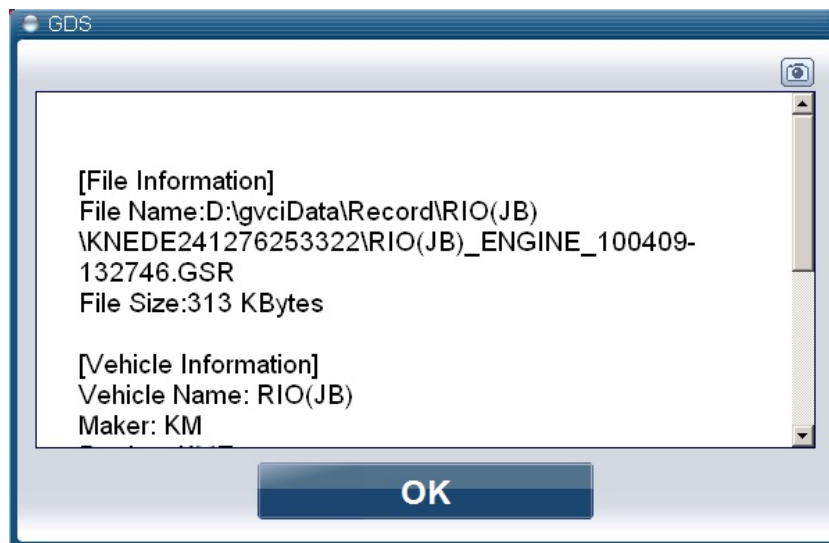 GDS
[File Information]
File Name:D:\gvciData\Record\RIO(JB)
\KNEDE241276253322\RIO(JB)_ENGINE_100409-
132746.GSR
File Size:313 KBytes
[Vehicle Information]
Vehicle Name: RIO(JB)
Maker: KM
OK